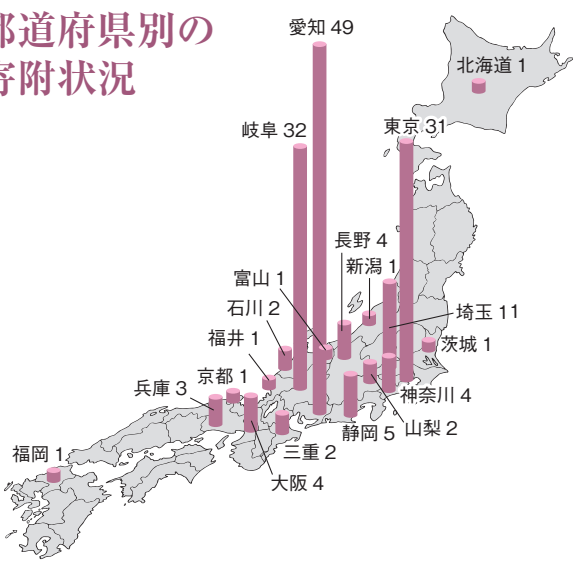 都道府県別の
寄附状況
愛知 49
北海道 1
岐阜 32
東京 31
長野 4
新潟 1
富山 1
石川 2
埼玉 11
福井 1
茨城 1
京都 1
兵庫 3
神奈川 4
山梨 2
静岡 5
三重 2
福岡 1
大阪 4